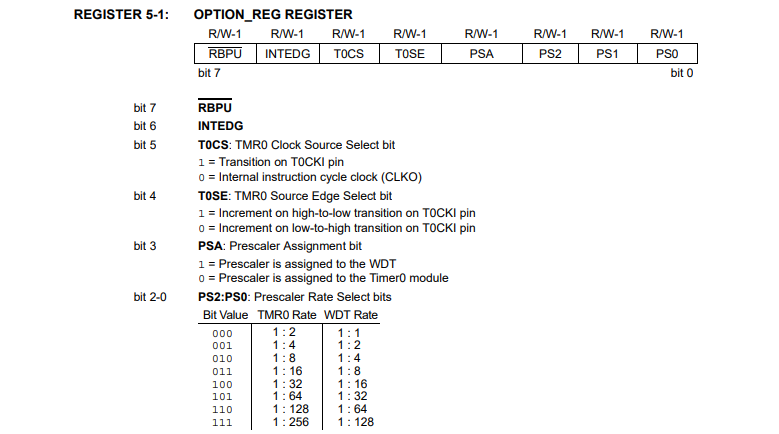 REGISTER 5-1: OPTION_REG REGISTER
R/W-1 R/W-1 R/W-1 R/W-1 R/W-1 R/W-1 R/W-1 R/W-1
RBPU INTEDG T0CS T0SE PSA PS2 PS1 PS0
bit 7 bit 0
bit 7 RBPU
bit 6 INTEDG
bit 5 T0CS: TMR0 Clock Source Select bit
1 = Transition on T0CKI pin
0 = Internal instruction cycle clock (CLKO)
bit 4 T0SE: TMR0 Source Edge Select bit
1 = Increment on high-to-low transition on T0CKI pin
0 = Increment on low-to-high transition on T0CKI pin
bit 3 PSA: Prescaler Assignment bit
1 = Prescaler is assigned to the WDT
0 = Prescaler is assigned to the Timer0 module
bit 2-0 PS2:PS0: Prescaler Rate Select bits
Bit Value TMR0 Rate WDT Rate
000 1 : 2 1 : 1
001 1 : 4 1 : 2
010 1 : 8 1 : 4
011 1 : 16 1 : 8
100 1 : 32 1 : 16
101 1 : 64 1 : 32
110 1 : 128 1 : 64
111 1 : 256 1 : 128